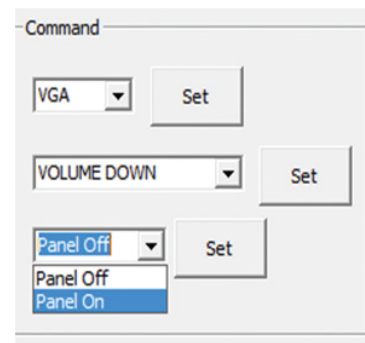 Command
VGA Set
VOLUME DOWN Set
Panel Off Set
Panel Off
Panel On